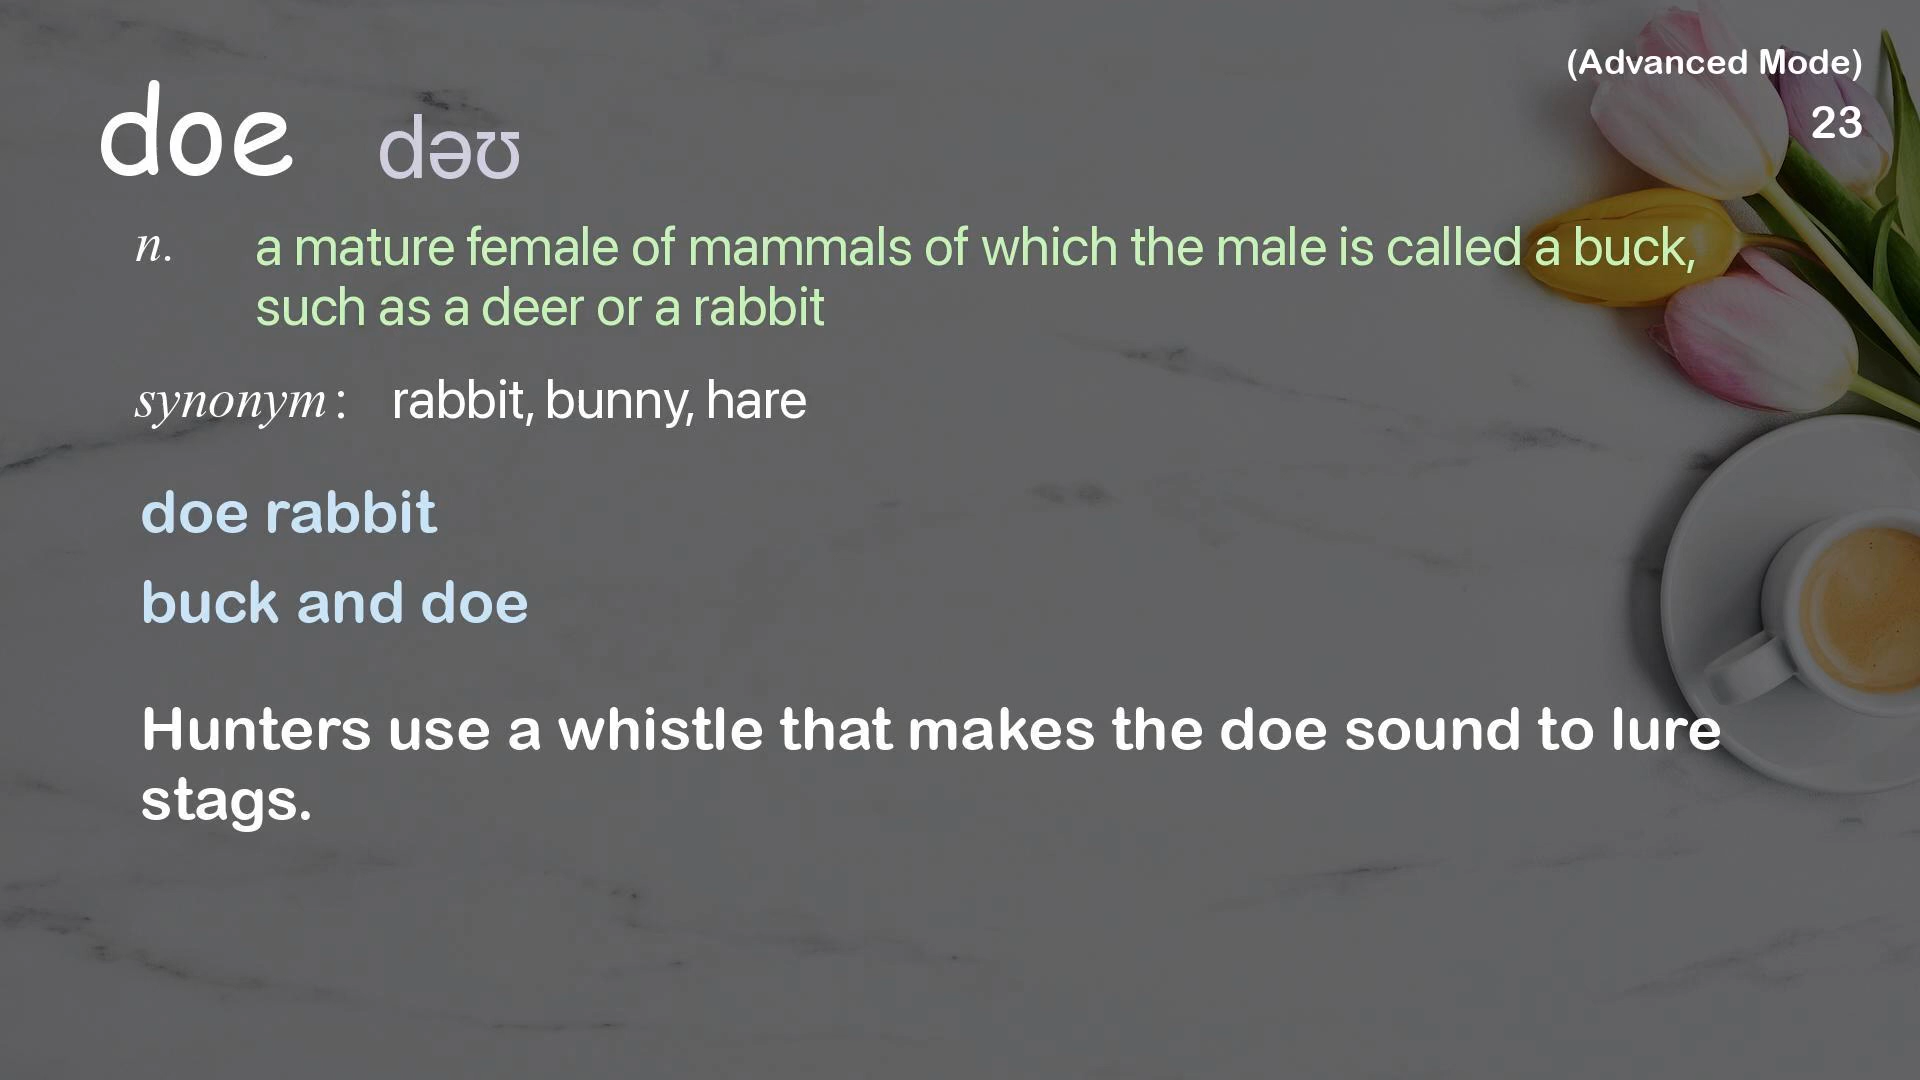 (Advanced Mode)
doe dəʊ
23
n. a mature female of mammals of which the male is called a buck,
such as a deer or a rabbit
synonym: rabbit, bunny, hare
doe rabbit
buck and doe
Hunters use a whistle that makes the doe sound to lure
stags.